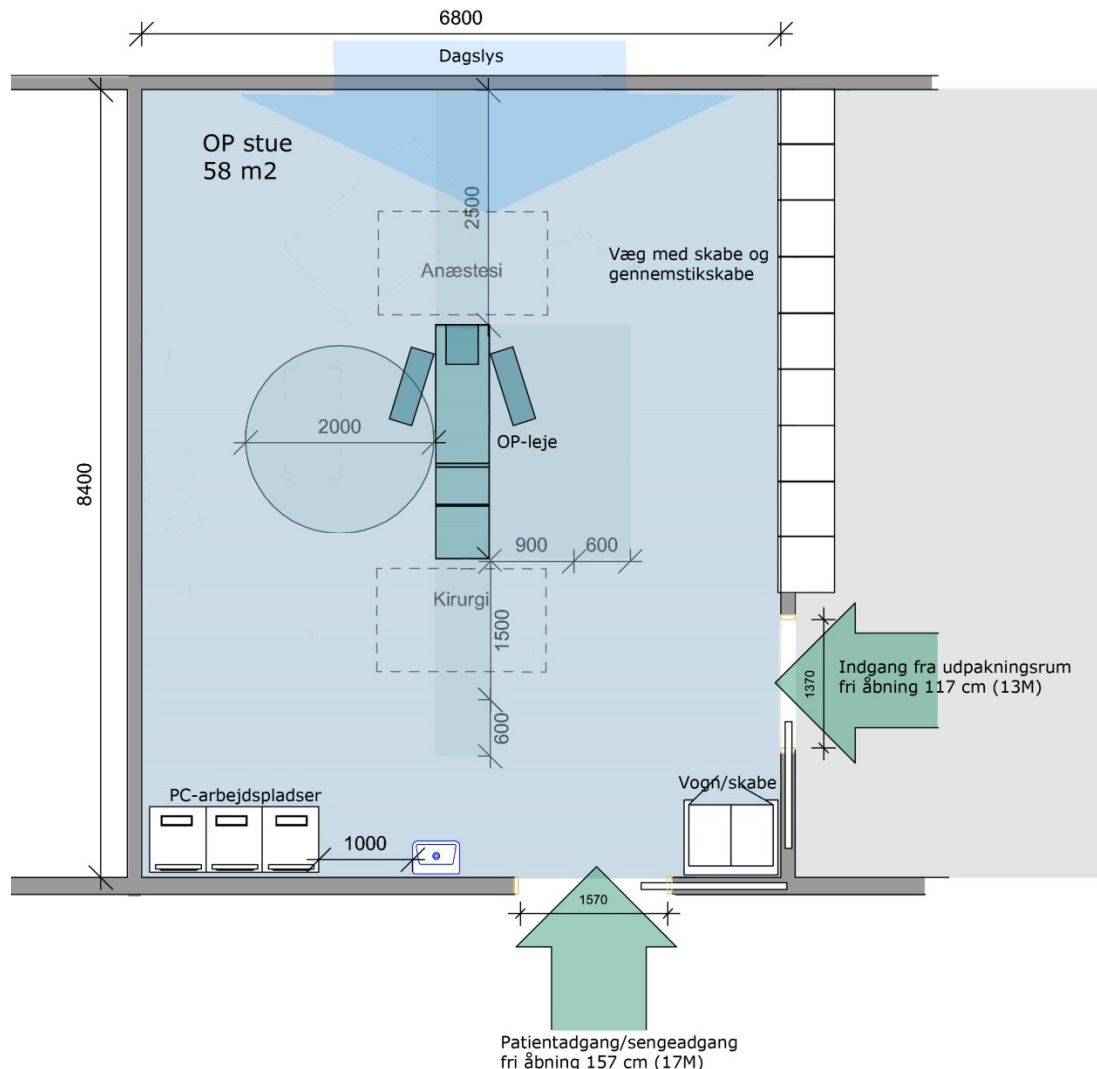 6800
Dagslys
OP stue
58 m2
2500
Væg med skabe og
gennemstikskabe
Anæstesi
2000
OP-leje
8400
900
600
Kirurgi
1500
Indgang fra udpakningsrum
fri åbning 117 cm (13M)
1370
600
Vogn/skabe
PC-arbejdspladser
1000
1570
Patientadgang/sengeadgang
fri åbning 157 cm (17M)